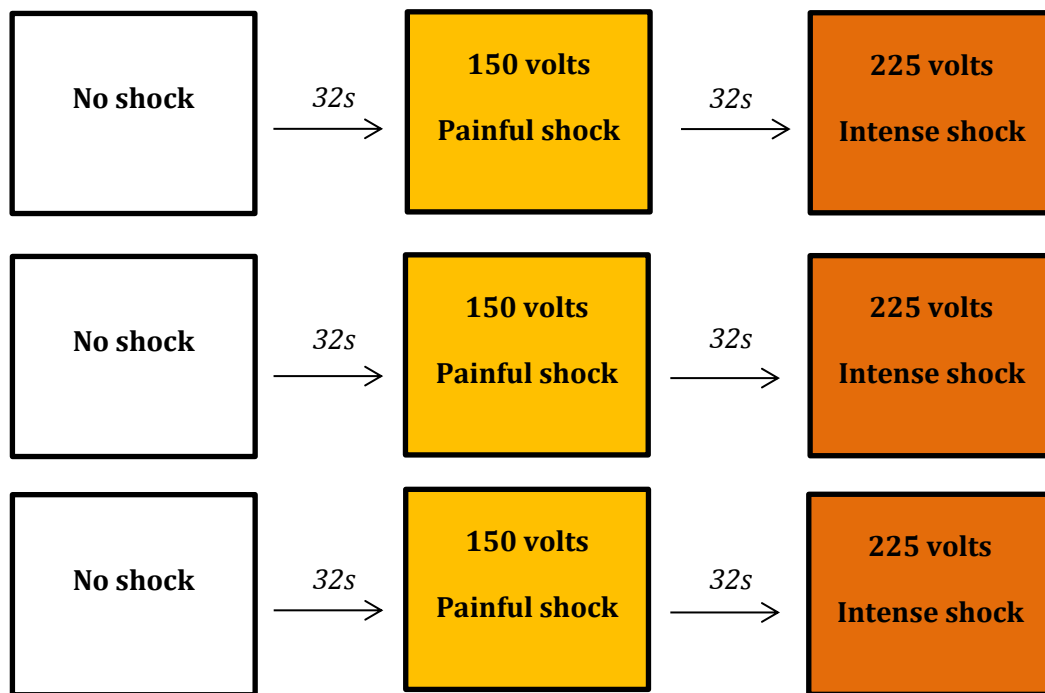 No shock
32s
150 volts
Painful shock
32s
225 volts
Intense shock
No shock
32s
150 volts
Painful shock
32s
225 volts
Intense shock
No shock
32s
150 volts
Painful shock
32s
225 volts
Intense shock